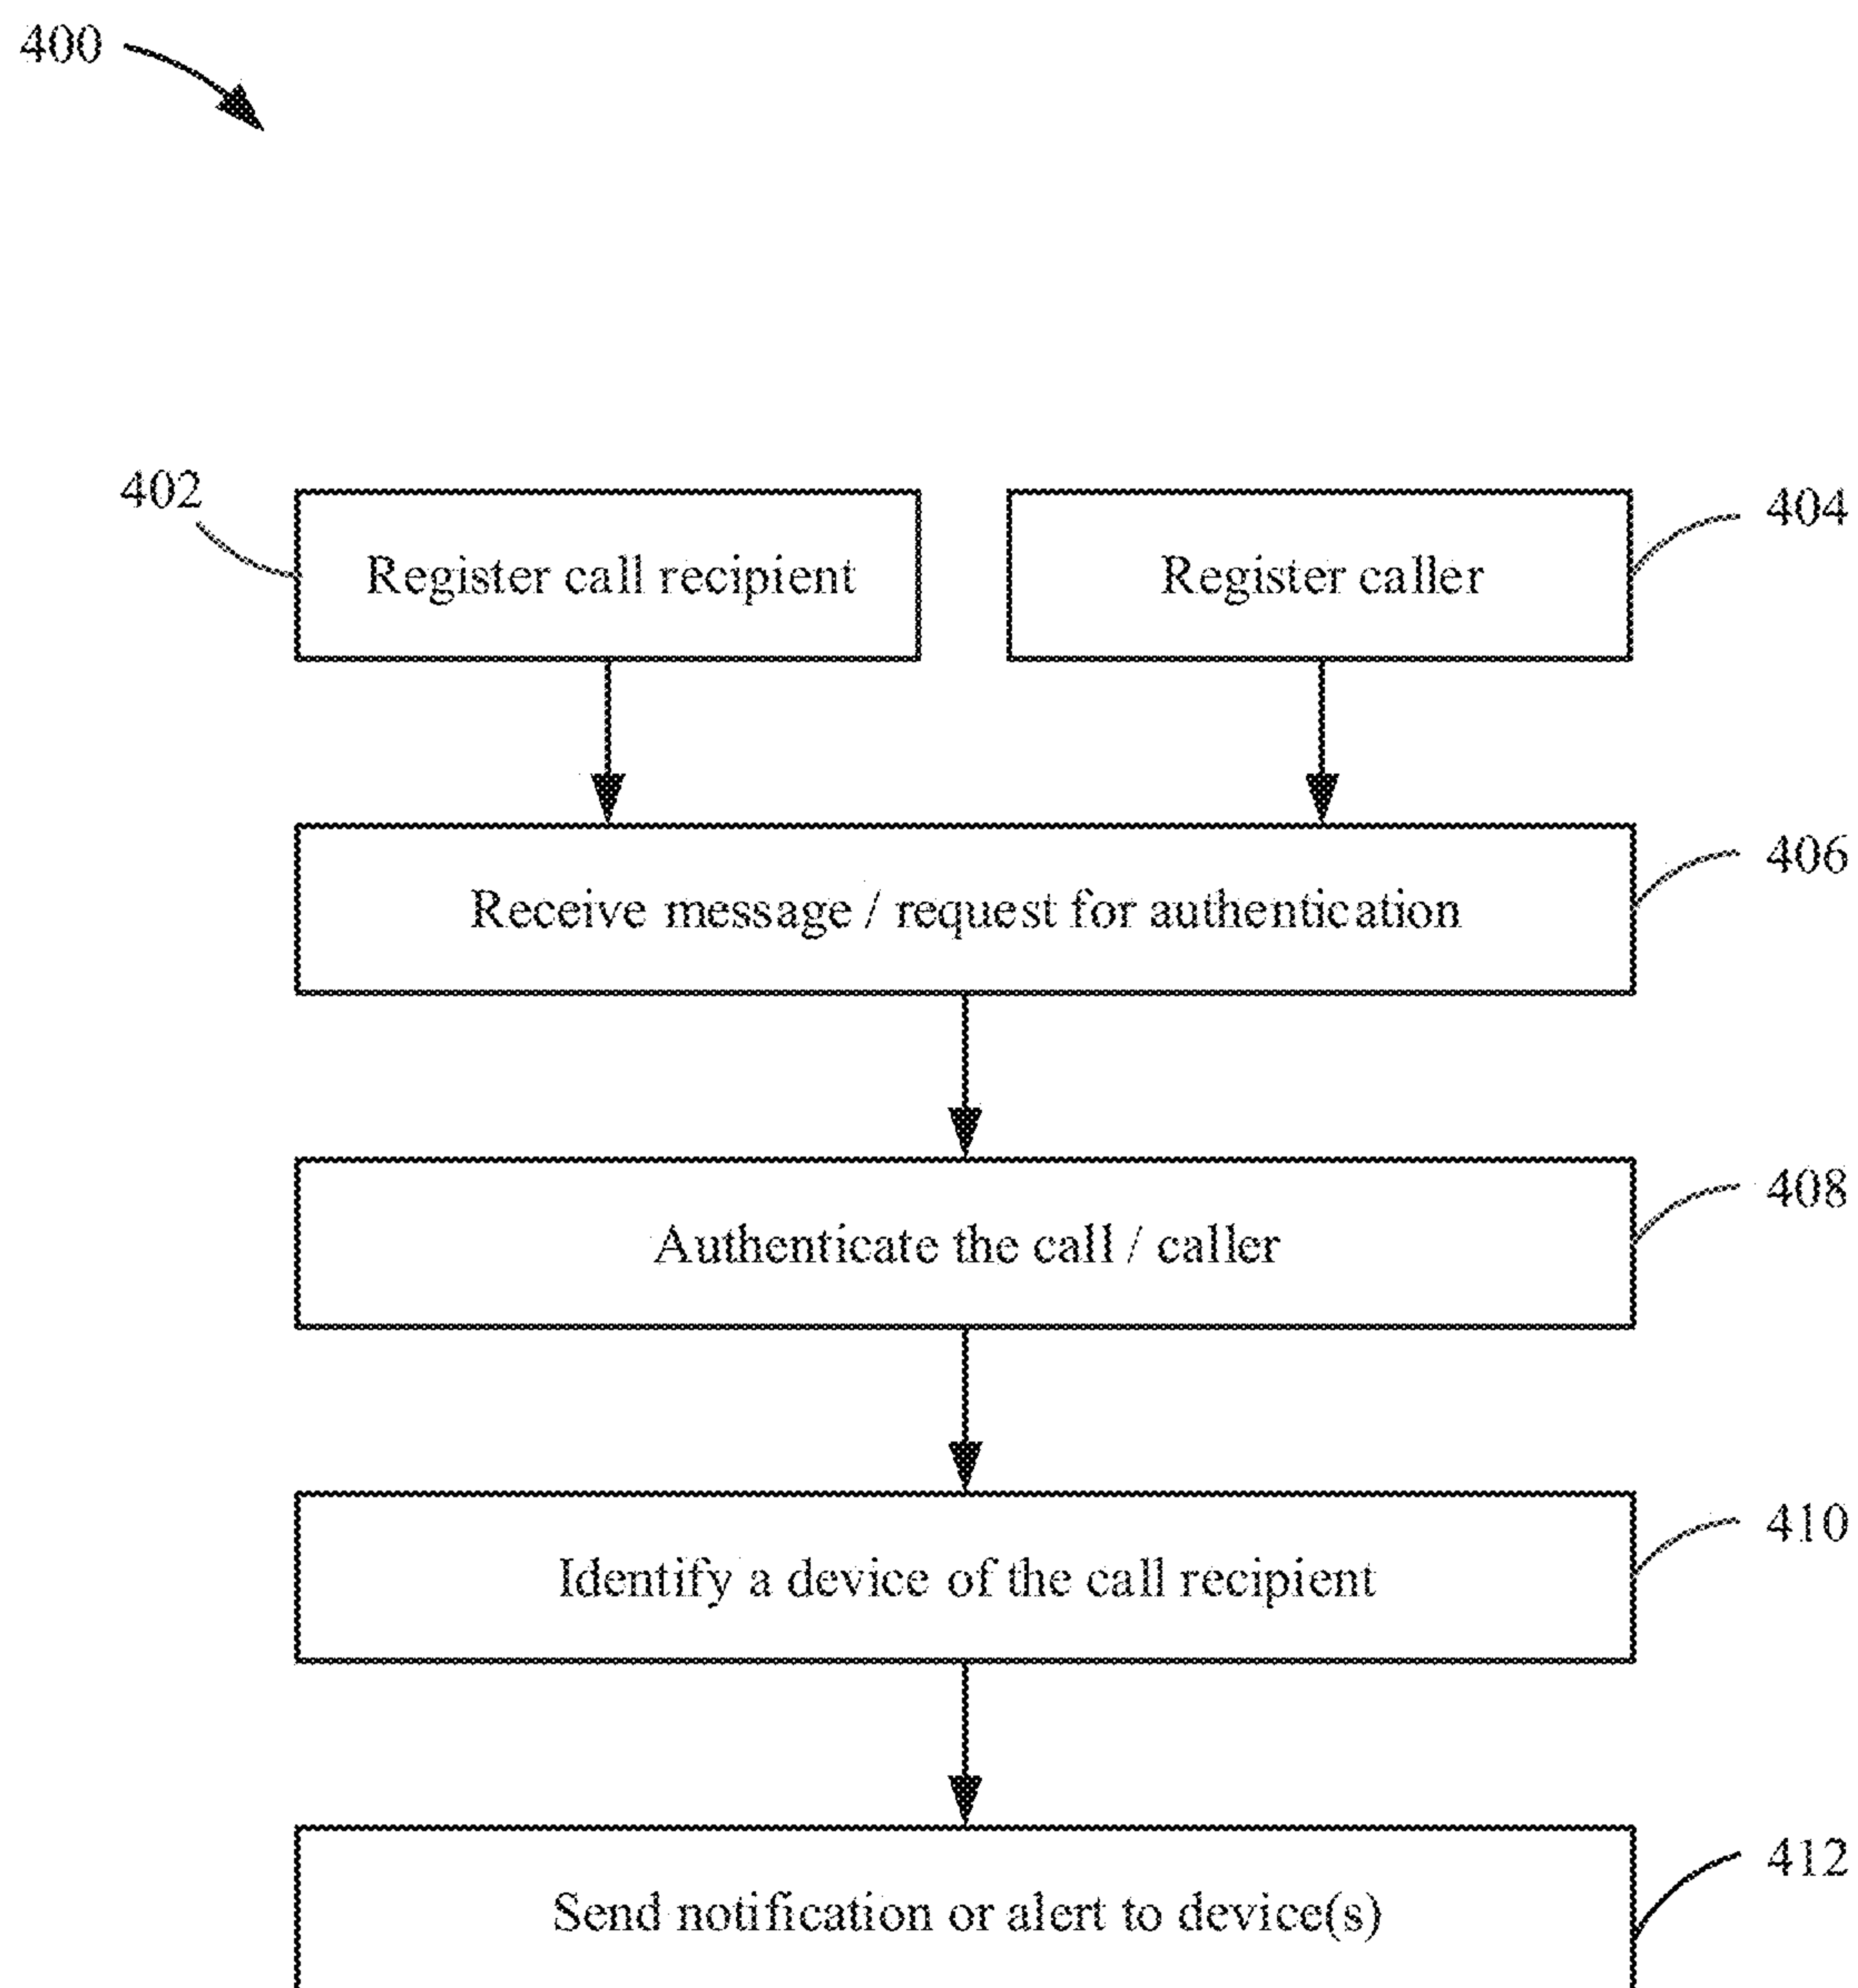 400
402
Register call recipient
Register caller
404
Receive message / request for authentication
406
Authenticate the call / caller
408
Identify a device of the call recipient
410
Send notification or alert to device(s)
412